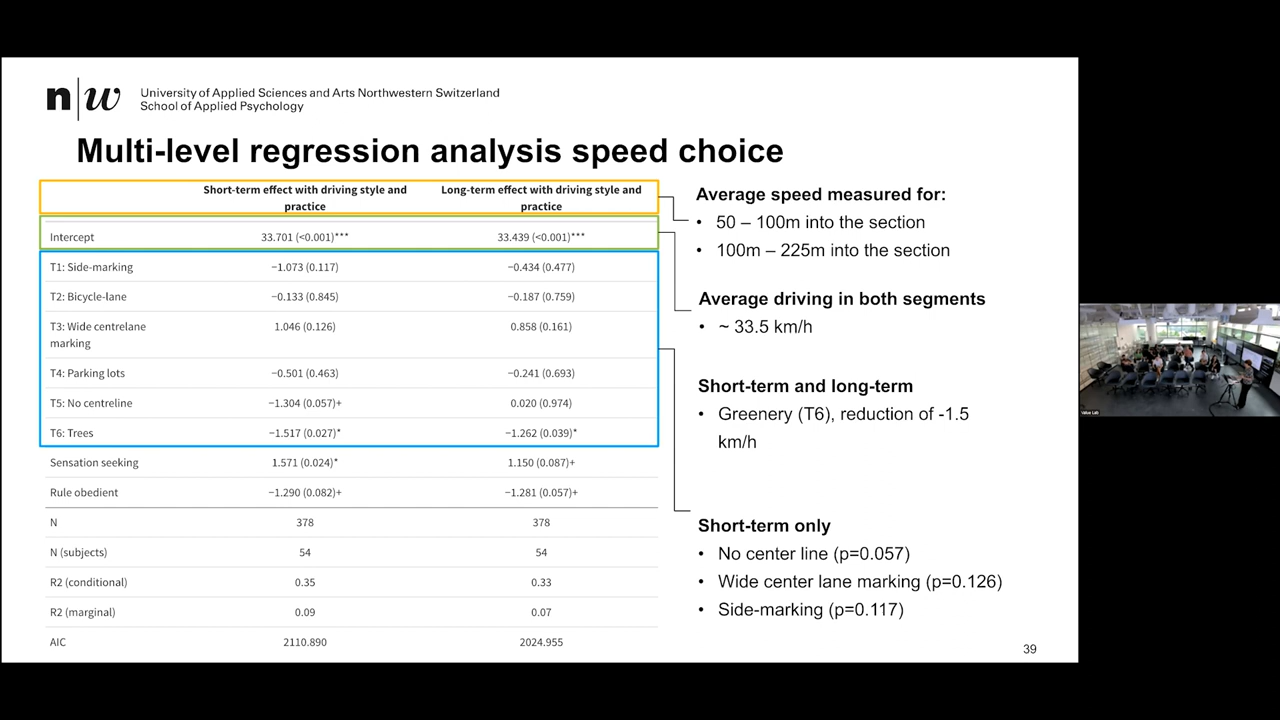 n|w
University of Applied Sciences and Arts Northwestern Switzerland
School of Applied Psychology
Multi-level regression analysis speed choice
Short-term effect with driving style and practice Long-term effect with driving style and practice
Intercept 33.701 (<0.001)*** 33.439 (<0.001)***
T1: Side-marking −1.073 (0.117) −0.434 (0.477)
T2: Bicycle-lane −0.133 (0.845) −0.187 (0.759)
T3: Wide centrelane marking 1.046 (0.126) 0.858 (0.161)
T4: Parking lots −0.501 (0.463) −0.241 (0.693)
T5: No centreline −1.304 (0.057)+ 0.020 (0.974)
T6: Trees −1.517 (0.027)* −1.262 (0.039)*
Sensation seeking 1.571 (0.024)* 1.150 (0.087)+
Rule obedient −1.290 (0.082)+ −1.281 (0.057)+
N 378 378
N (subjects) 54 54
R2 (conditional) 0.35 0.33
R2 (marginal) 0.09 0.07
AIC 2110.890 2024.955
Average speed measured for:
• 50 – 100m into the section
• 100m – 225m into the section
Average driving in both segments
• ~ 33.5 km/h
Short-term and long-term
• Greenery (T6), reduction of -1.5
km/h
Short-term only
• No center line (p=0.057)
• Wide center lane marking (p=0.126)
• Side-marking (p=0.117)
39
Value Lab